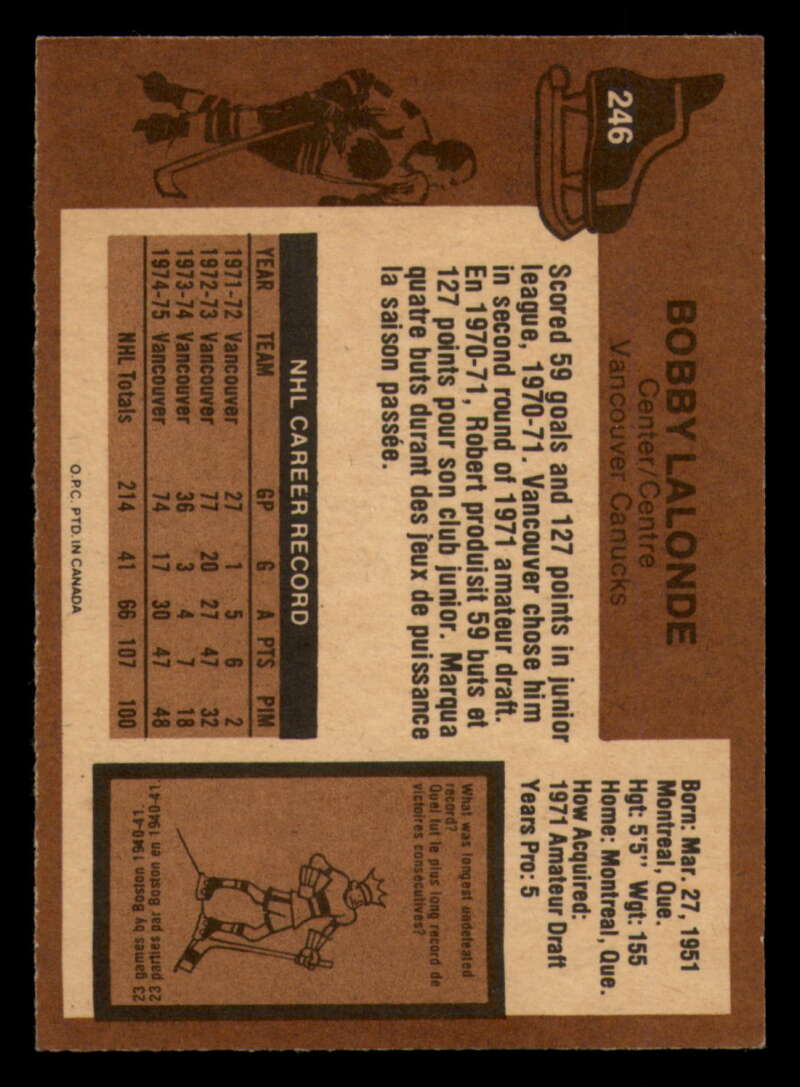 246
BOBBY LALONDE
Center/Centre
Vancouver Canucks
Born: Mar. 27, 1951
Montreal, Que.
Hgt: 5'5'' Wgt: 155
Home: Montreal, Que.
How Acquired:
1971 Amateur Draft
Years Pro: 5
Scored 59 goals and 127 points in junior
league, 1970-71. Vancouver chose him
in second round of 1971 amateur draft.
En 1970-71, Robert produisit 59 buts et
127 points pour son club junior. Marqua
quatre buts durant des jeux de puissance
la saison passée.
NHL CAREER RECORD
YEAR TEAM GP G A PTS PIM
1971-72 Vancouver 27 1 5 6 2
1972-73 Vancouver 77 20 27 47 32
1973-74 Vancouver 36 3 4 7 18
1974-75 Vancouver 74 17 30 47 48
NHL Totals 214 41 66 107 100
What was longest undefeated
record?
Quel fut le plus long record de
victoires consécutives?
23 games by Boston 1940-41.
23 parties par Boston en 1940-41
O.P.C. PTD. IN CANADA